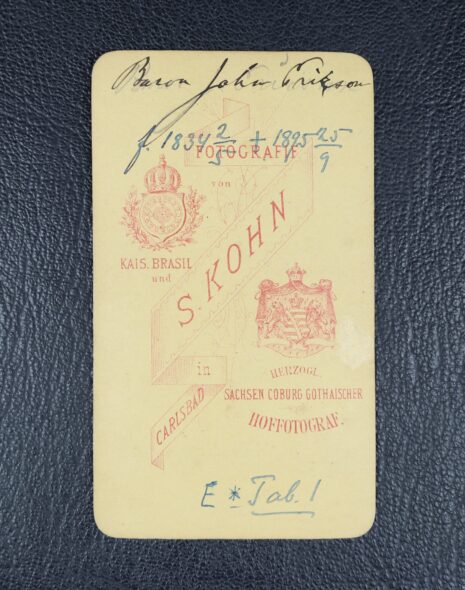 Baron John Erikson
f. 1834 2/5 + 1895 25/9
FOTOGRAFIE
von
KAIS. BRASIL
und
S. KOHN
HERZOGL.
in
SACHSEN COBURG GOTHAISCHER
CARLSBAD
HOFFOTOGRAF.
E * Tab. 1